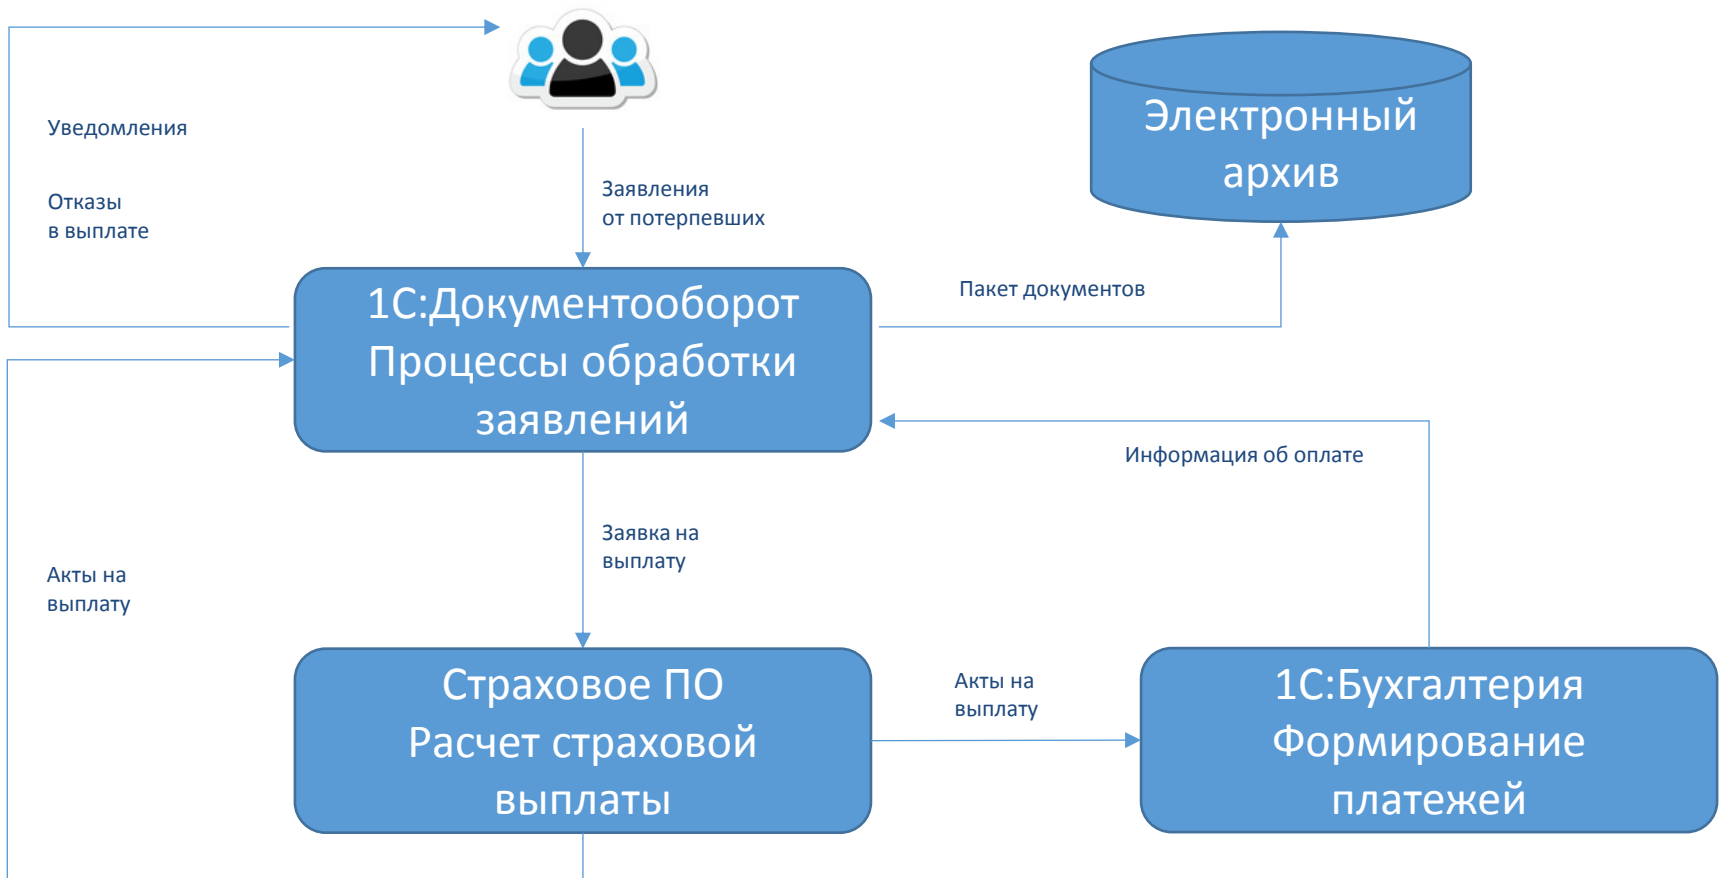 Уведомления
Отказы
в выплате
Заявления
от потерпевших
Электронный
архив
1С:Документооборот
Процессы обработки
заявлений
Пакет документов
Информация об оплате
Заявка на
выплату
Акты на
выплату
Страховое ПО
Расчет страховой
выплаты
Акты на
выплату
1С:Бухгалтерия
Формирование
платежей